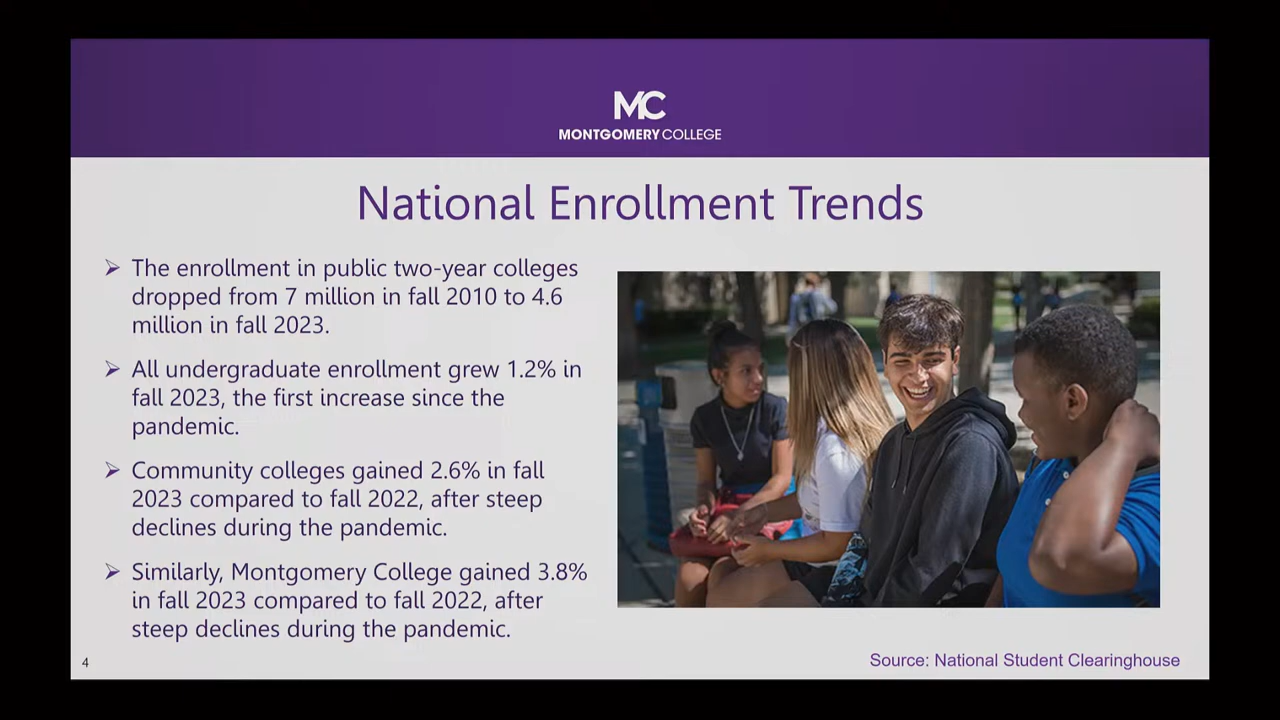 MC
MONTGOMERY COLLEGE
National Enrollment Trends
➢ The enrollment in public two-year colleges
dropped from 7 million in fall 2010 to 4.6
million in fall 2023.
➢ All undergraduate enrollment grew 1.2% in
fall 2023, the first increase since the
pandemic.
➢ Community colleges gained 2.6% in fall
2023 compared to fall 2022, after steep
declines during the pandemic.
➢ Similarly, Montgomery College gained 3.8%
in fall 2023 compared to fall 2022, after
steep declines during the pandemic.
4
Source: National Student Clearinghouse